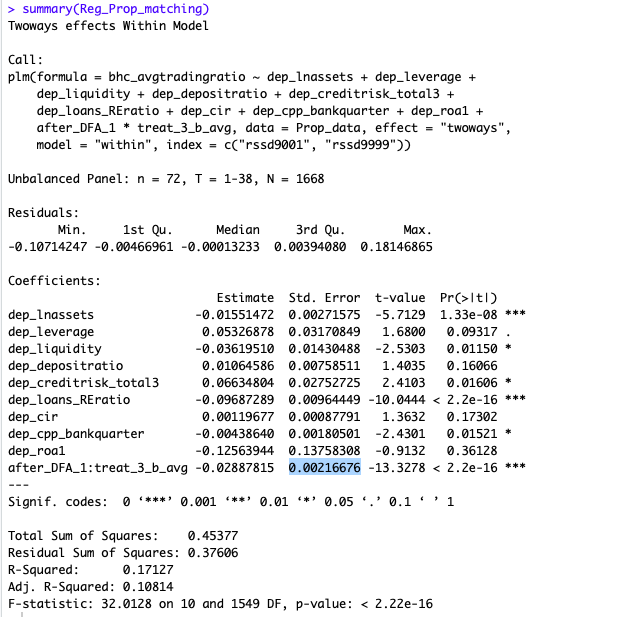 > summary(Reg_Prop_matching)
Twoways effects Within Model
Call:
plm(formula = bhc_avgtradingratio ~ dep_lnassets + dep_leverage +
dep_liquidity + dep_depositratio + dep_creditrisk_total3 +
dep_loans_REratio + dep_cir + dep_cpp_bankquarter + dep_roa1 +
after_DFA_1 * treat_3_b_avg, data = Prop_data, effect = "twoways",
model = "within", index = c("rssd9001", "rssd9999"))
Unbalanced Panel: n = 72, T = 1-38, N = 1668
Residuals:
Min. 1st Qu. Median 3rd Qu. Max.
-0.10714247 -0.00466961 -0.00013233 0.00394080 0.18146865
Coefficients:
Estimate Std. Error t-value Pr(>|t|)
dep_lnassets -0.01551472 0.00271575 -5.7129 1.33e-08 ***
dep_leverage 0.05326878 0.03170849 1.6800 0.09317 .
dep_liquidity -0.03619510 0.01430488 -2.5303 0.01150 *
dep_depositratio 0.01064586 0.00758511 1.4035 0.16066
dep_creditrisk_total3 0.06634804 0.02752725 2.4103 0.01606 *
dep_loans_REratio -0.09687289 0.00964449 -10.0444 < 2.2e-16 ***
dep_cir 0.00119677 0.00087791 1.3632 0.17302
dep_cpp_bankquarter -0.00438640 0.00180501 -2.4301 0.01521 *
dep_roa1 -0.12563944 0.13758308 -0.9132 0.36128
after_DFA_1:treat_3_b_avg -0.02887815 0.00216676 -13.3278 < 2.2e-16 ***
---
Signif. codes: 0 ‘***’ 0.001 ‘**’ 0.01 ‘*’ 0.05 ‘.’ 0.1 ‘ ’ 1
Total Sum of Squares: 0.45377
Residual Sum of Squares: 0.37606
R-Squared: 0.17127
Adj. R-Squared: 0.10814
F-statistic: 32.0128 on 10 and 1549 DF, p-value: < 2.22e-16